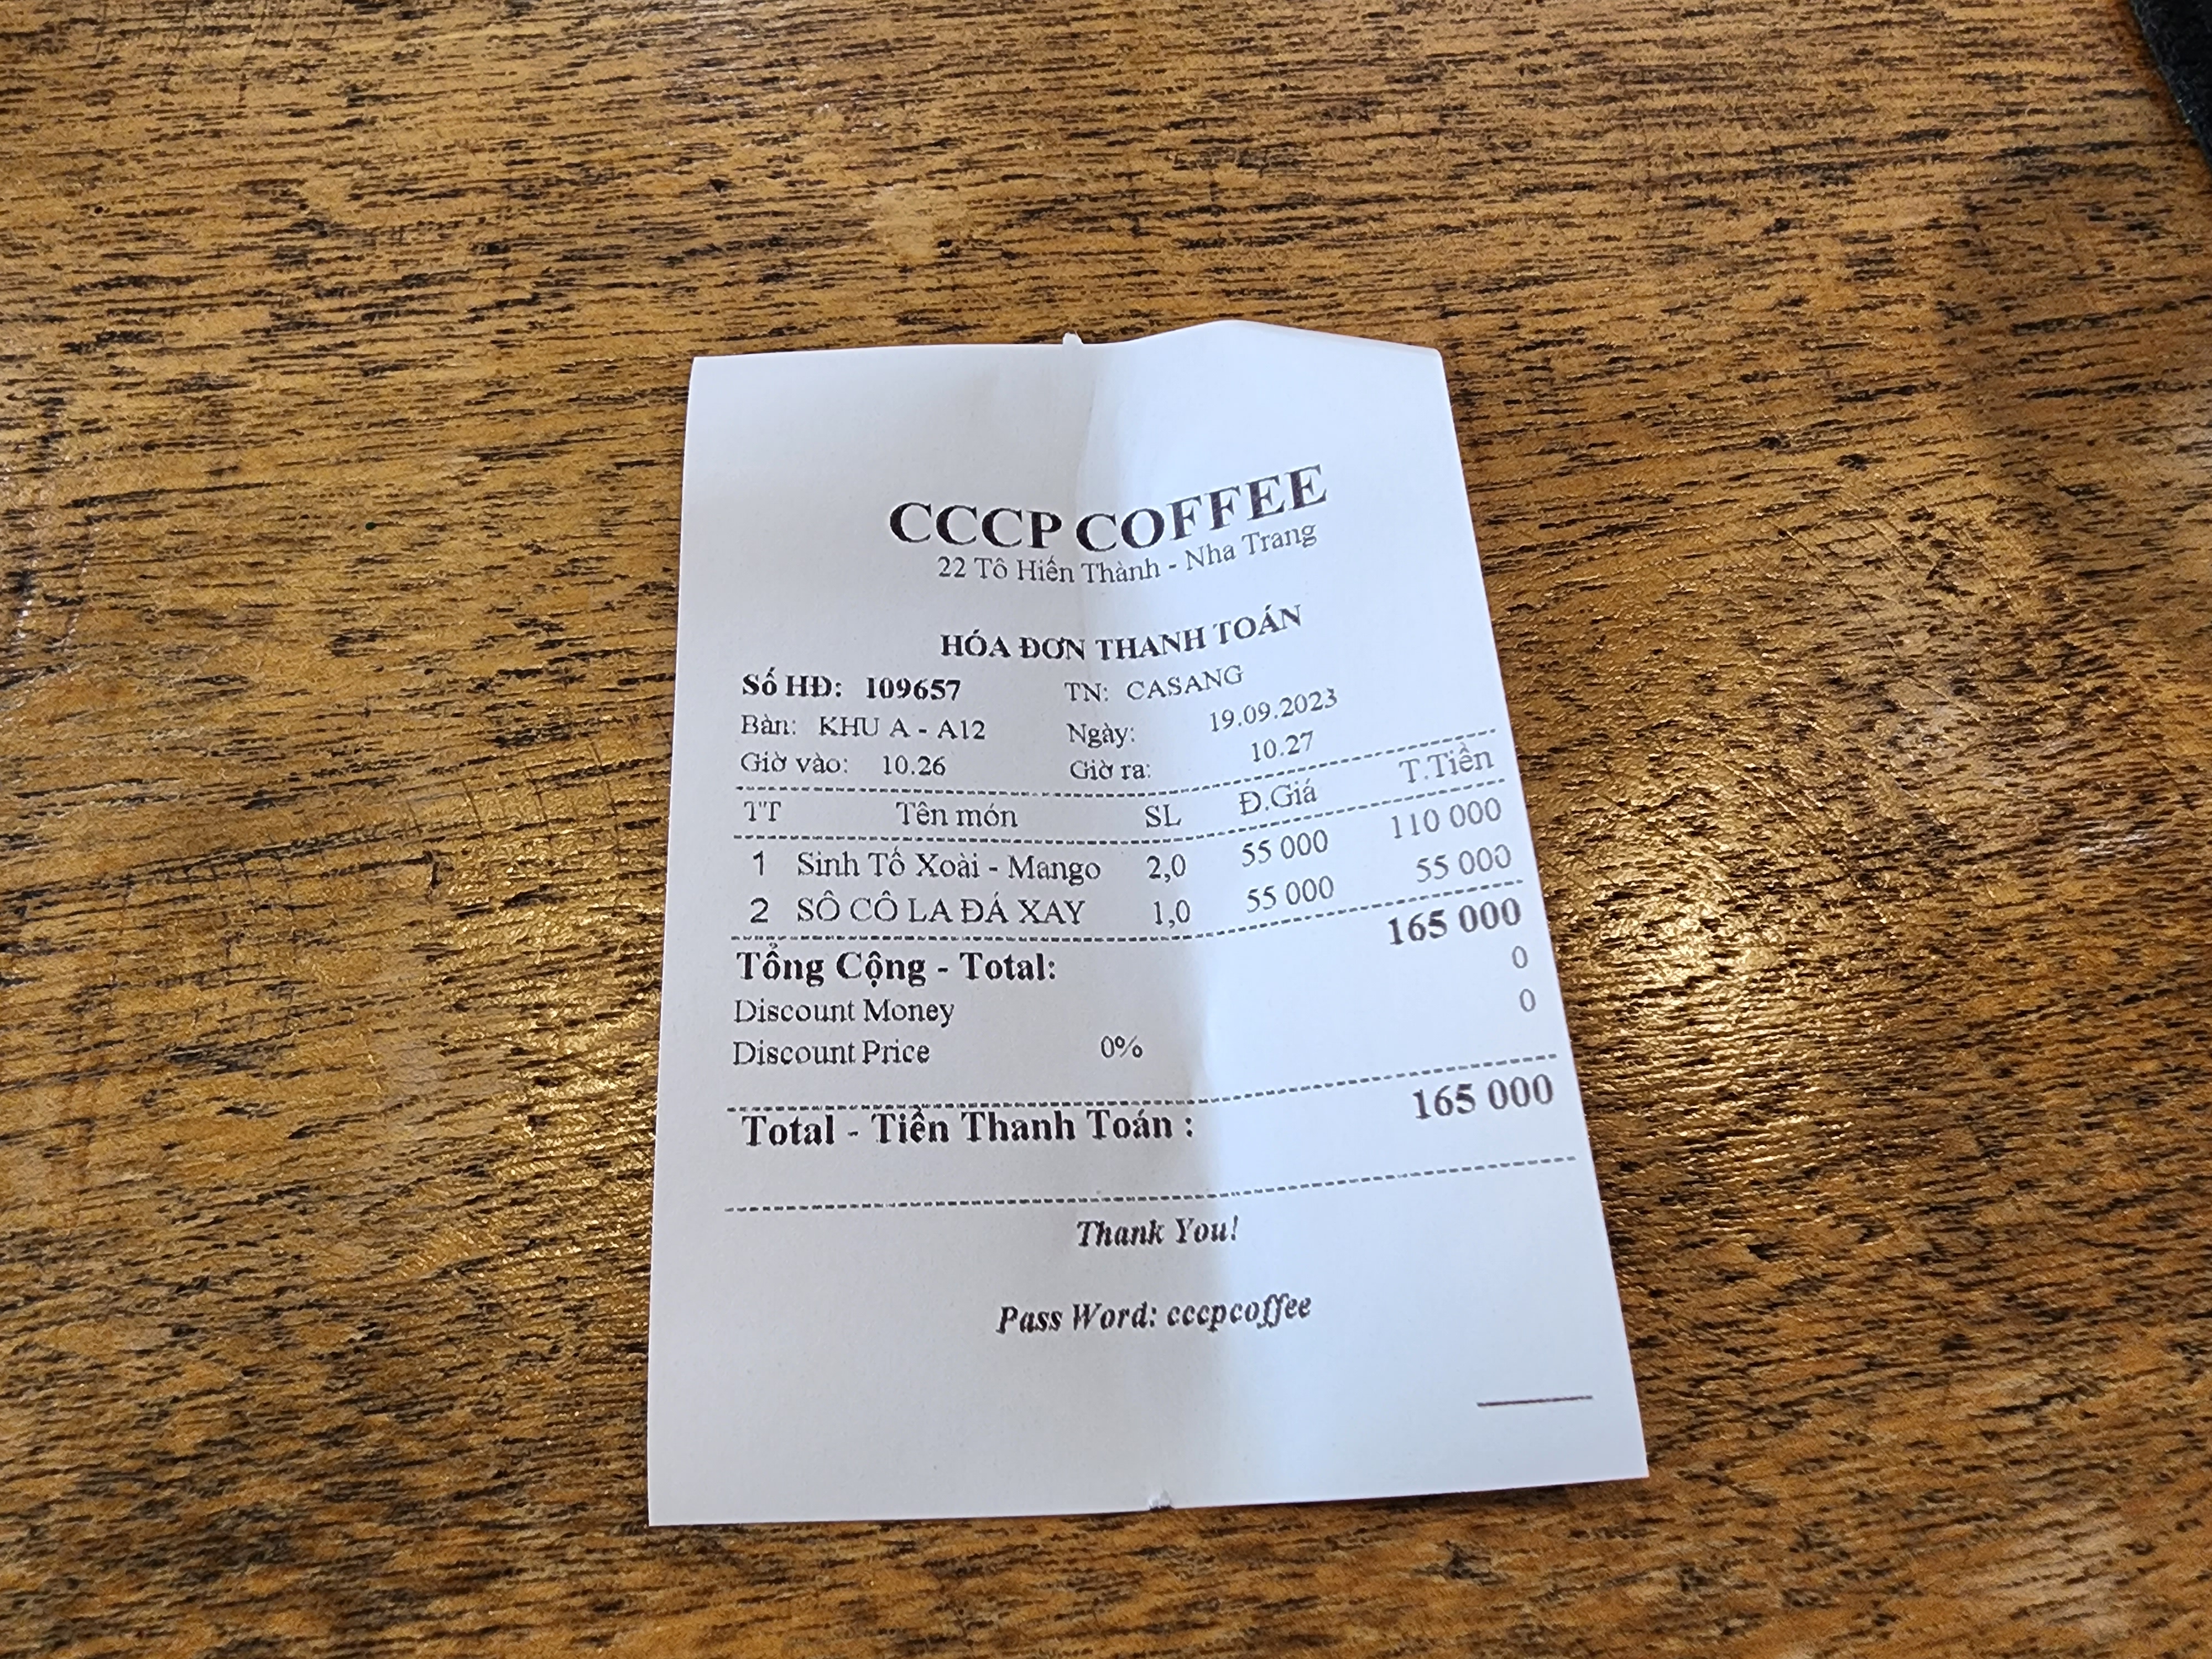 CCCP COFFEE
22 Tô Hiến Thành - Nha Trang
HÓA ĐƠN THANH TOÁN
Số HĐ: 109657 TN: CASANG
Bàn: KHU A - A12 Ngày: 19.09.2023
Giờ vào: 10.26 Giờ ra: 10.27
TT Tên món SL Đ.Giá T.Tiền
1 Sinh Tố Xoài - Mango 2,0 55 000 110 000
2 SÔ CÔ LA ĐÁ XAY 1,0 55 000 55 000
Tổng Cộng - Total: 165 000
Discount Money 0
Discount Price 0% 0
Total - Tiền Thanh Toán : 165 000
Thank You!
Pass Word: cccpcoffee